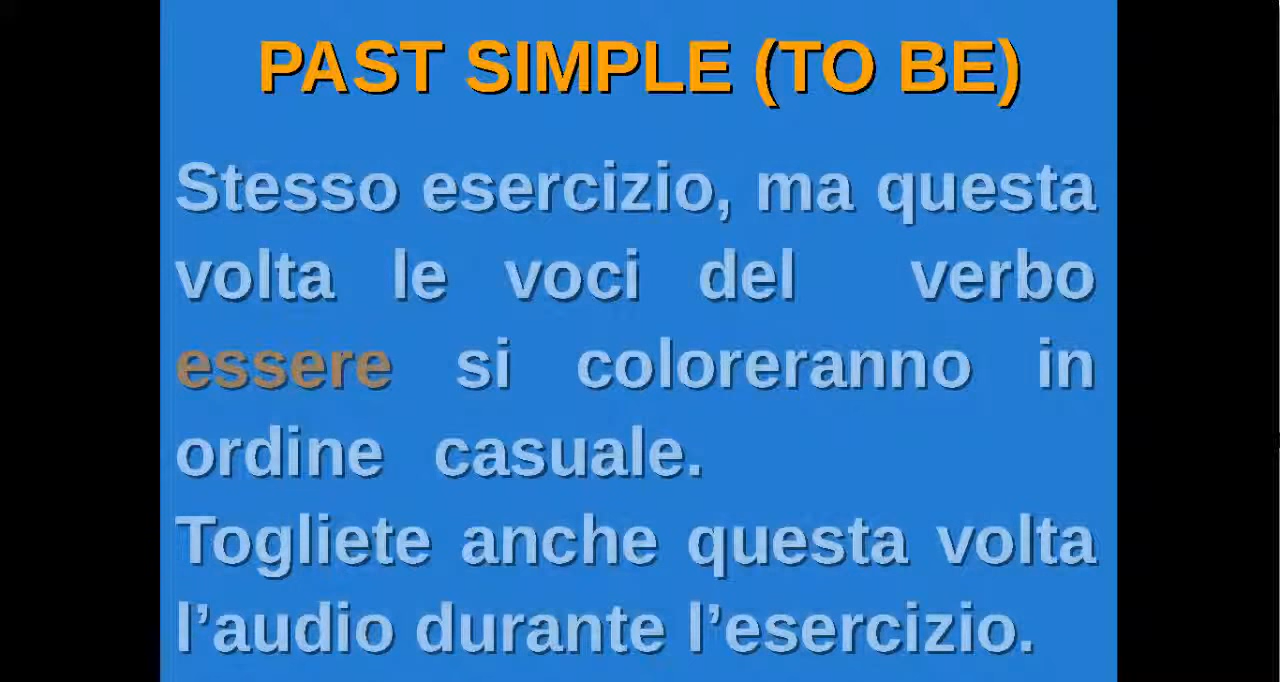 PAST SIMPLE (TO BE)
Stesso esercizio, ma questa
volta le voci del verbo
essere si coloreranno in
ordine casuale.
Togliete anche questa volta
l’audio durante l’esercizio.